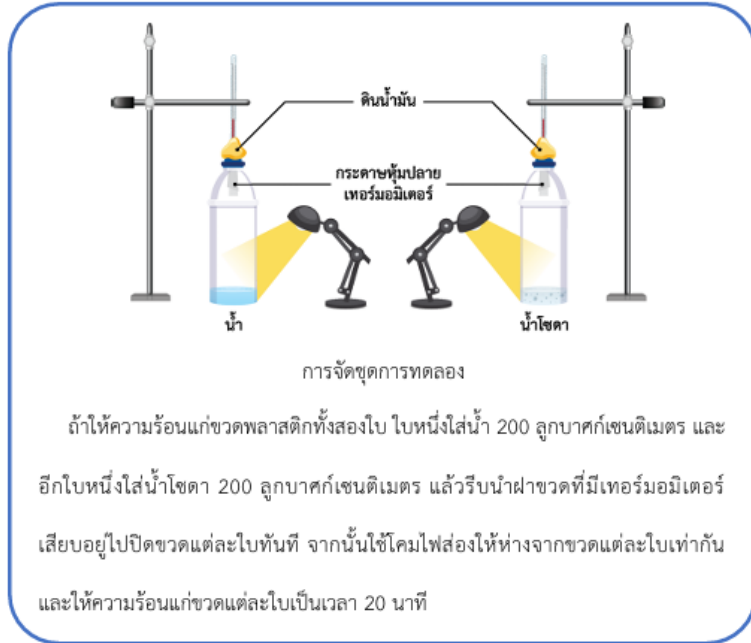 ดินน้ำมัน
กระดาษหุ้มปลาย
เทอร์มอมิเตอร์
น้ำ
น้ำโซดา
การจัดชุดการทดลอง
ถ้าให้ความร้อนแก่ขวดพลาสติกทั้งสองใบ ใบหนึ่งใส่น้ำ 200 ลูกบาศก์เซนติเมตร และ
อีกใบหนึ่งใส่น้ำโซดา 200 ลูกบาศก์เซนติเมตร แล้วรีบนำฝาขวดที่มีเทอร์มอมิเตอร์
เสียบอยู่ไปปิดขวดแต่ละใบทันที จากนั้นใช้โคมไฟส่องให้ห่างจากขวดแต่ละใบเท่ากัน
และให้ความร้อนแก่ขวดแต่ละใบเป็นเวลา 20 นาที